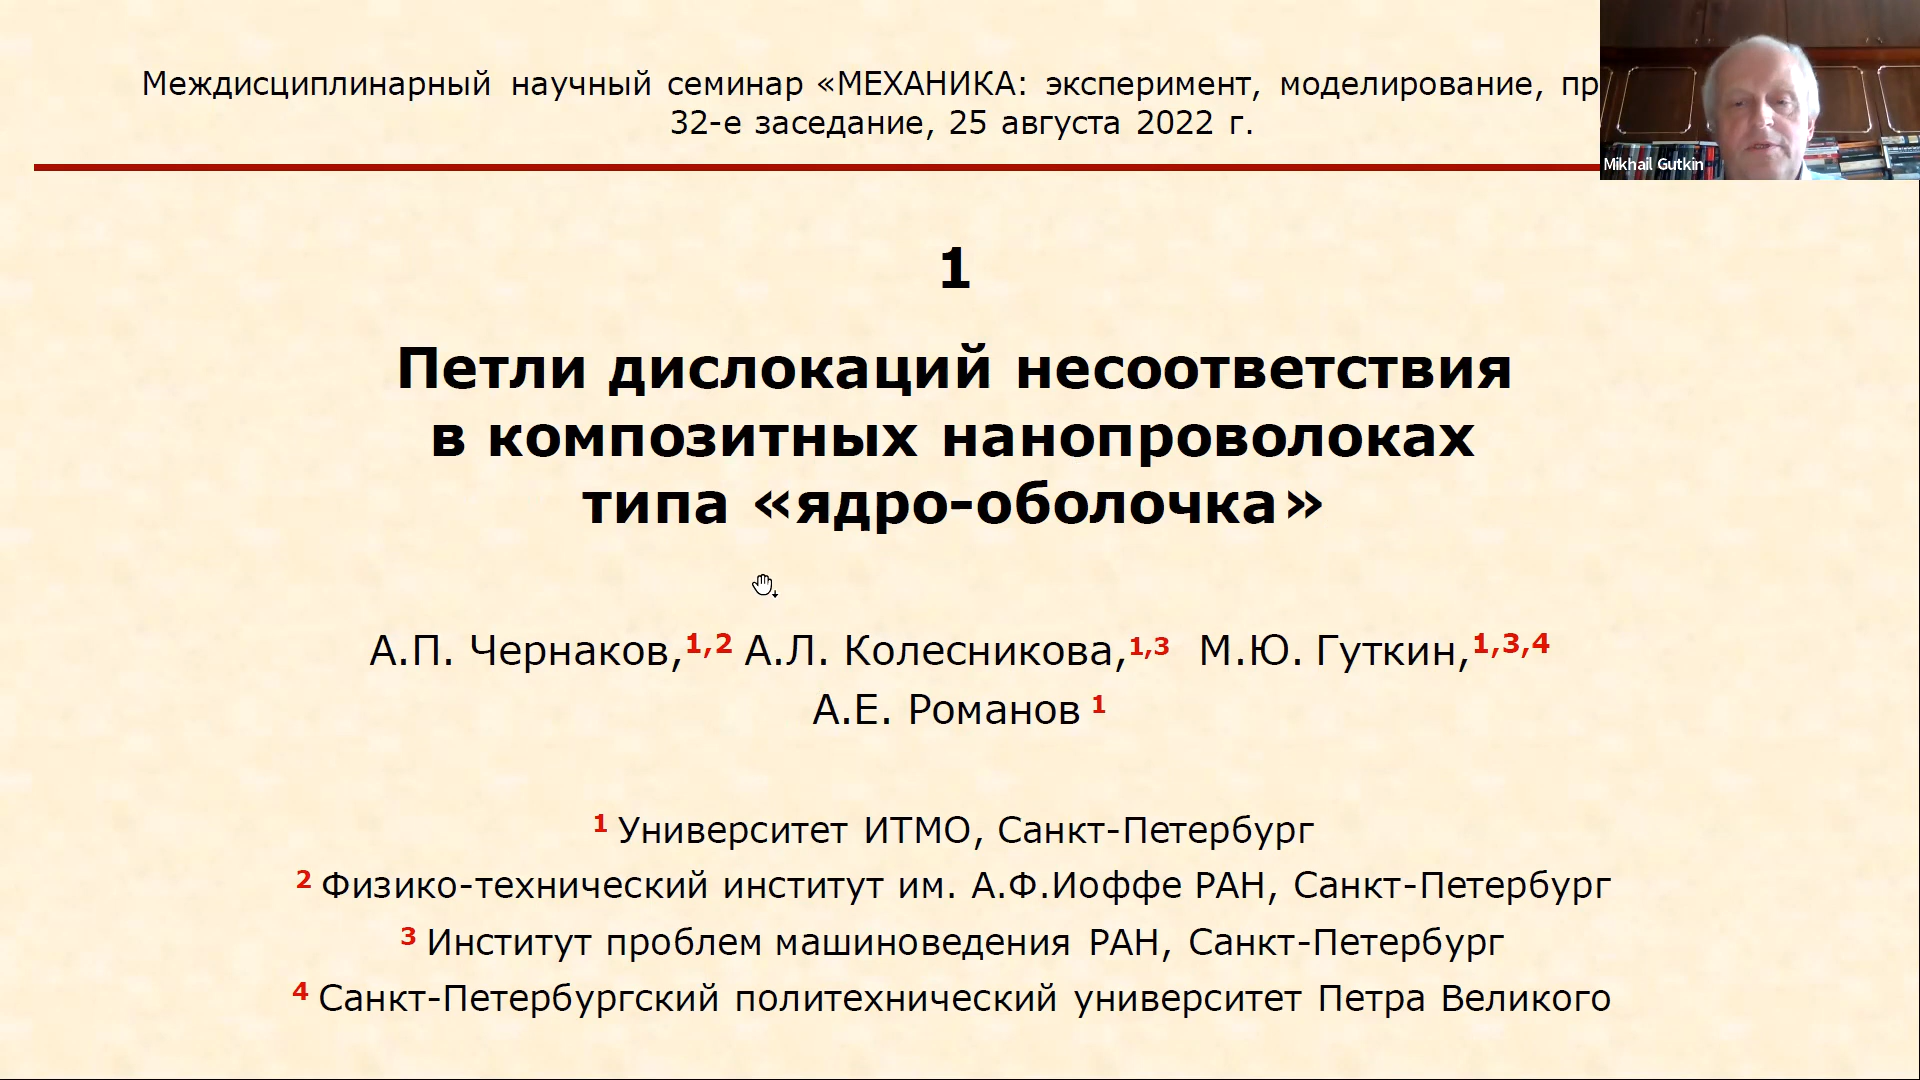 Междисциплинарный научный семинар «МЕХАНИКА: эксперимент, моделирование, пр
32-е заседание, 25 августа 2022 г.
Mikhail Gutkin
1
Петли дислокаций несоответствия
в композитных нанопроволоках
типа «ядро-оболочка»
А.П. Чернаков,1,2 А.Л. Колесникова,1,3 М.Ю. Гуткин,1,3,4
А.Е. Романов 1
1 Университет ИТМО, Санкт-Петербург
2 Физико-технический институт им. А.Ф.Иоффе РАН, Санкт-Петербург
3 Институт проблем машиноведения РАН, Санкт-Петербург
4 Санкт-Петербургский политехнический университет Петра Великого